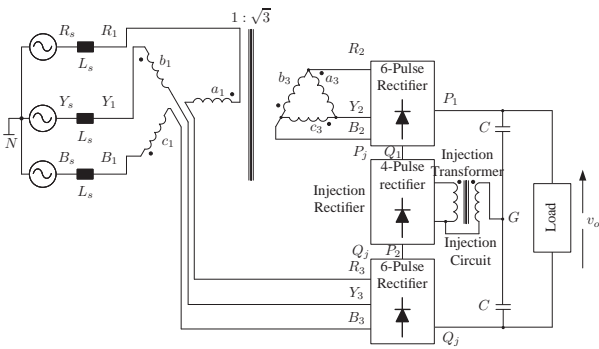 1 : √3
R_s R_1
L_s
b_1
a_1
b_3 a_3
c_3
R_2
6-Pulse
Rectifier
P_1
Y_s Y_1
L_s
N
c_1
Y_2
B_2
C
P_j Q_1
Injection
Transformer
4-Pulse
rectifier
B_s B_1
L_s
Injection
Rectifier
G
Load
v_o
Injection
Circuit
Q_j P_2
R_3
6-Pulse
Rectifier
Y_3
B_3
C
Q_j